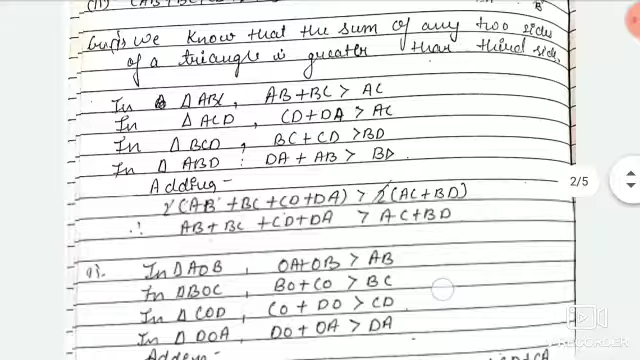 we know that the sum of any two sides
of a triangle is greater than third side.
In Δ ABC, AB + BC > AC
In Δ ACD, CD + DA > AC
In Δ BCD, BC + CD > BD
In Δ ABD : DA + AB > BD
Adding -
2(AB + BC + CD + DA) > 2(AC + BD)
∴ AB + BC + CD + DA > AC + BD
2/5
In Δ AOB, OA + OB > AB
In Δ BOC, BO + CO > BC
In Δ COD, CO + DO > CD
In Δ DOA, DO + OA > DA
Adding
RECORDER